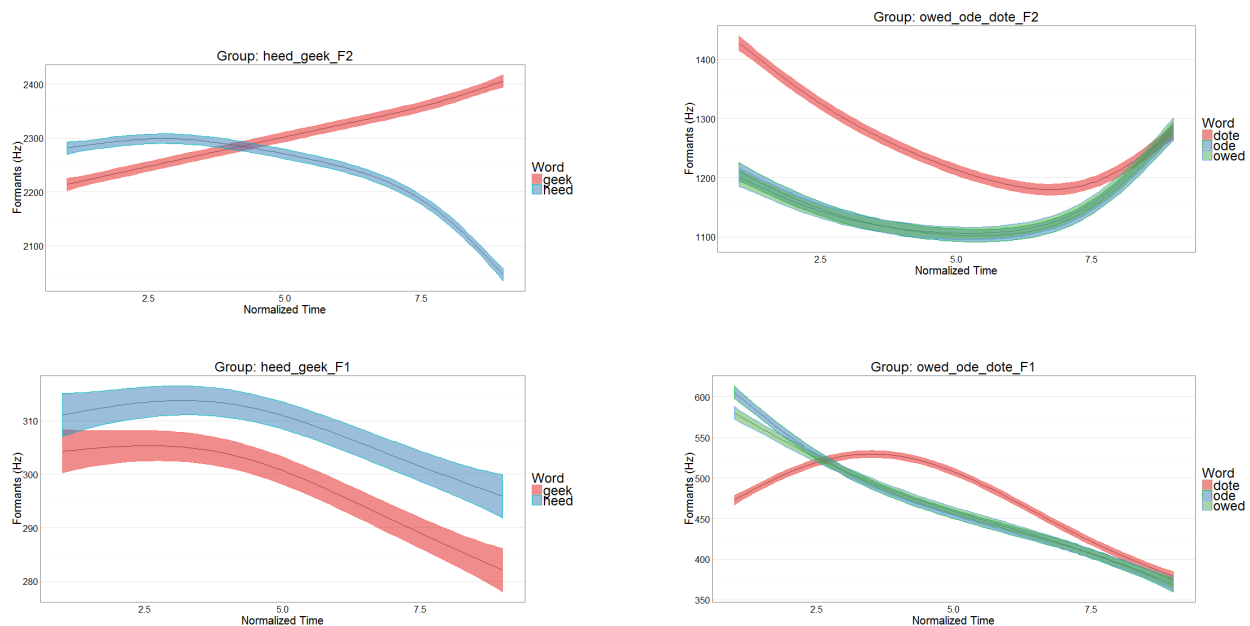 Group: heed_geek_F2
Formants (Hz)
2400
2300
2200
2100
2.5 5.0 7.5
Normalized Time
Word
geek
heed
Group: owed_ode_dote_F2
Formants (Hz)
1400
1300
1200
1100
2.5 5.0 7.5
Normalized Time
Word
dote
ode
owed
Group: heed_geek_F1
Formants (Hz)
310
300
290
280
2.5 5.0 7.5
Normalized Time
Word
geek
heed
Group: owed_ode_dote_F1
Formants (Hz)
600
550
500
450
400
350
2.5 5.0 7.5
Normalized Time
Word
dote
ode
owed